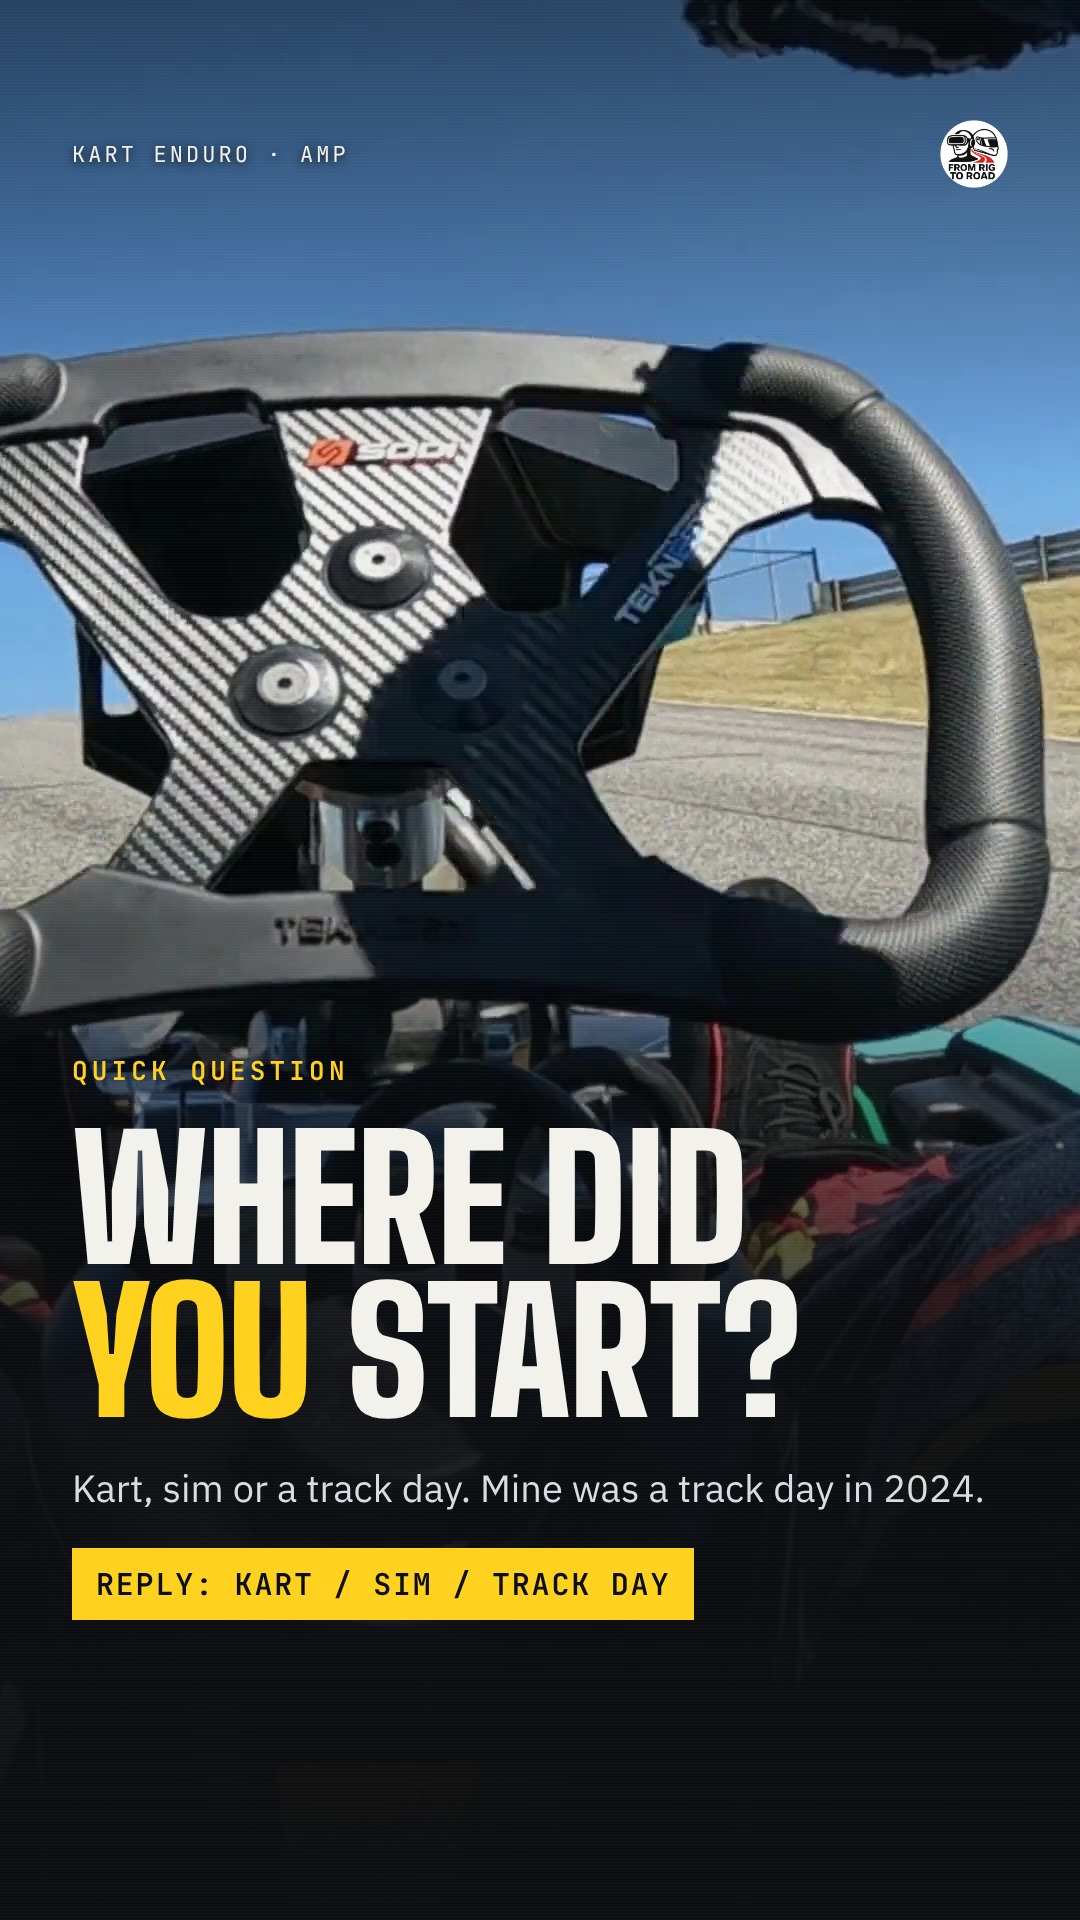 KART ENDURO · AMP
FROM RIG
TO ROAD
SODI
QUICK QUESTION
WHERE DID
YOU START?
Kart, sim or a track day. Mine was a track day in 2024.
REPLY: KART / SIM / TRACK DAY